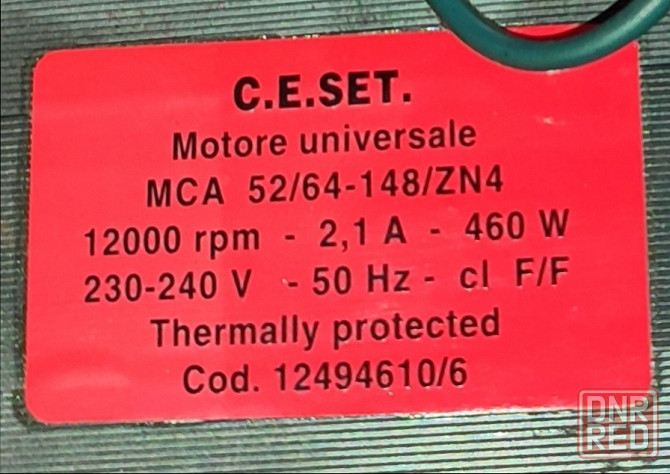 C.E.SET.
Motore universale
MCA 52/64-148/ZN4
12000 rpm - 2,1 A - 460 W
230-240 V - 50 Hz - cl F/F
Thermally protected
Cod. 12494610/6
DNR
RED